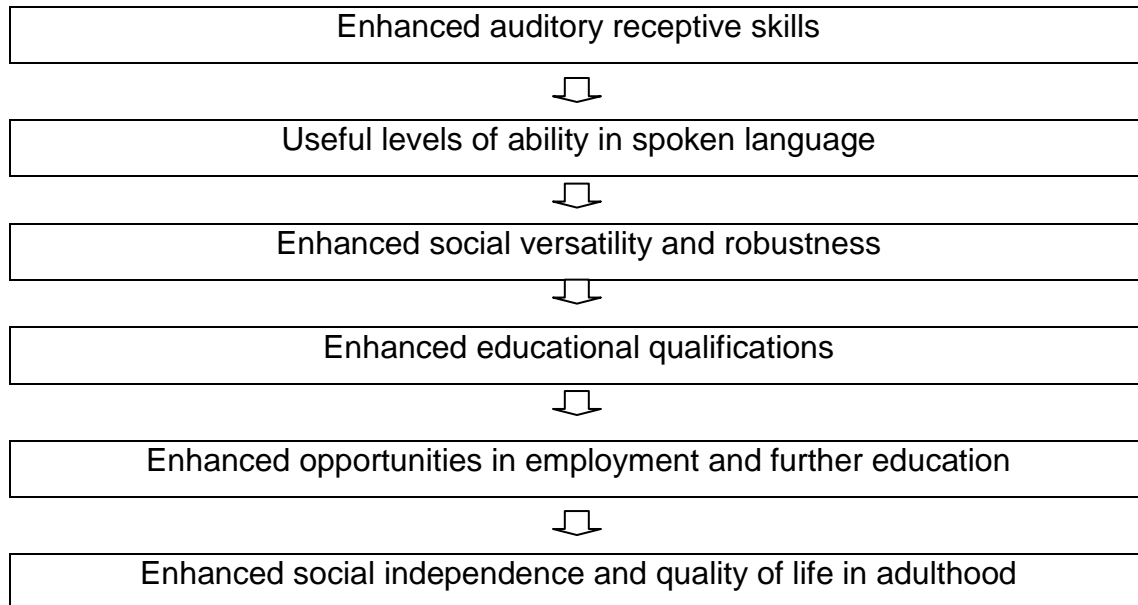 Enhanced auditory receptive skills
Useful levels of ability in spoken language
Enhanced social versatility and robustness
Enhanced educational qualifications
Enhanced opportunities in employment and further education
Enhanced social independence and quality of life in adulthood